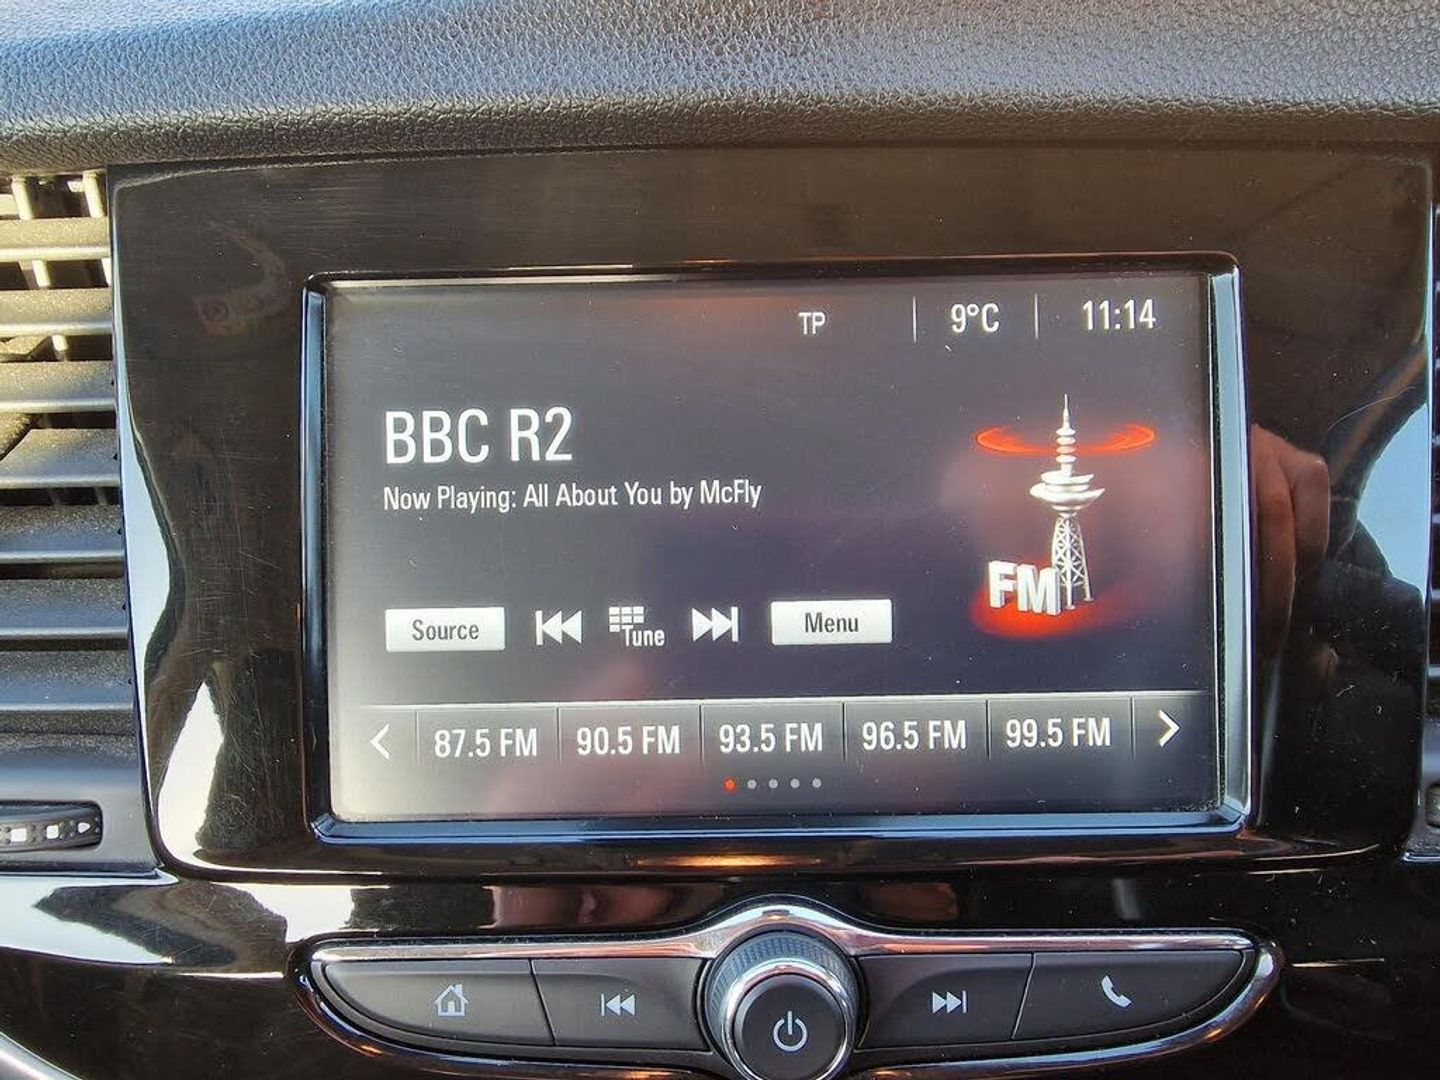 TP 9°C 11:14
BBC R2
Now Playing: All About You by McFly
FM
Source Tune Menu
87.5 FM 90.5 FM 93.5 FM 96.5 FM 99.5 FM